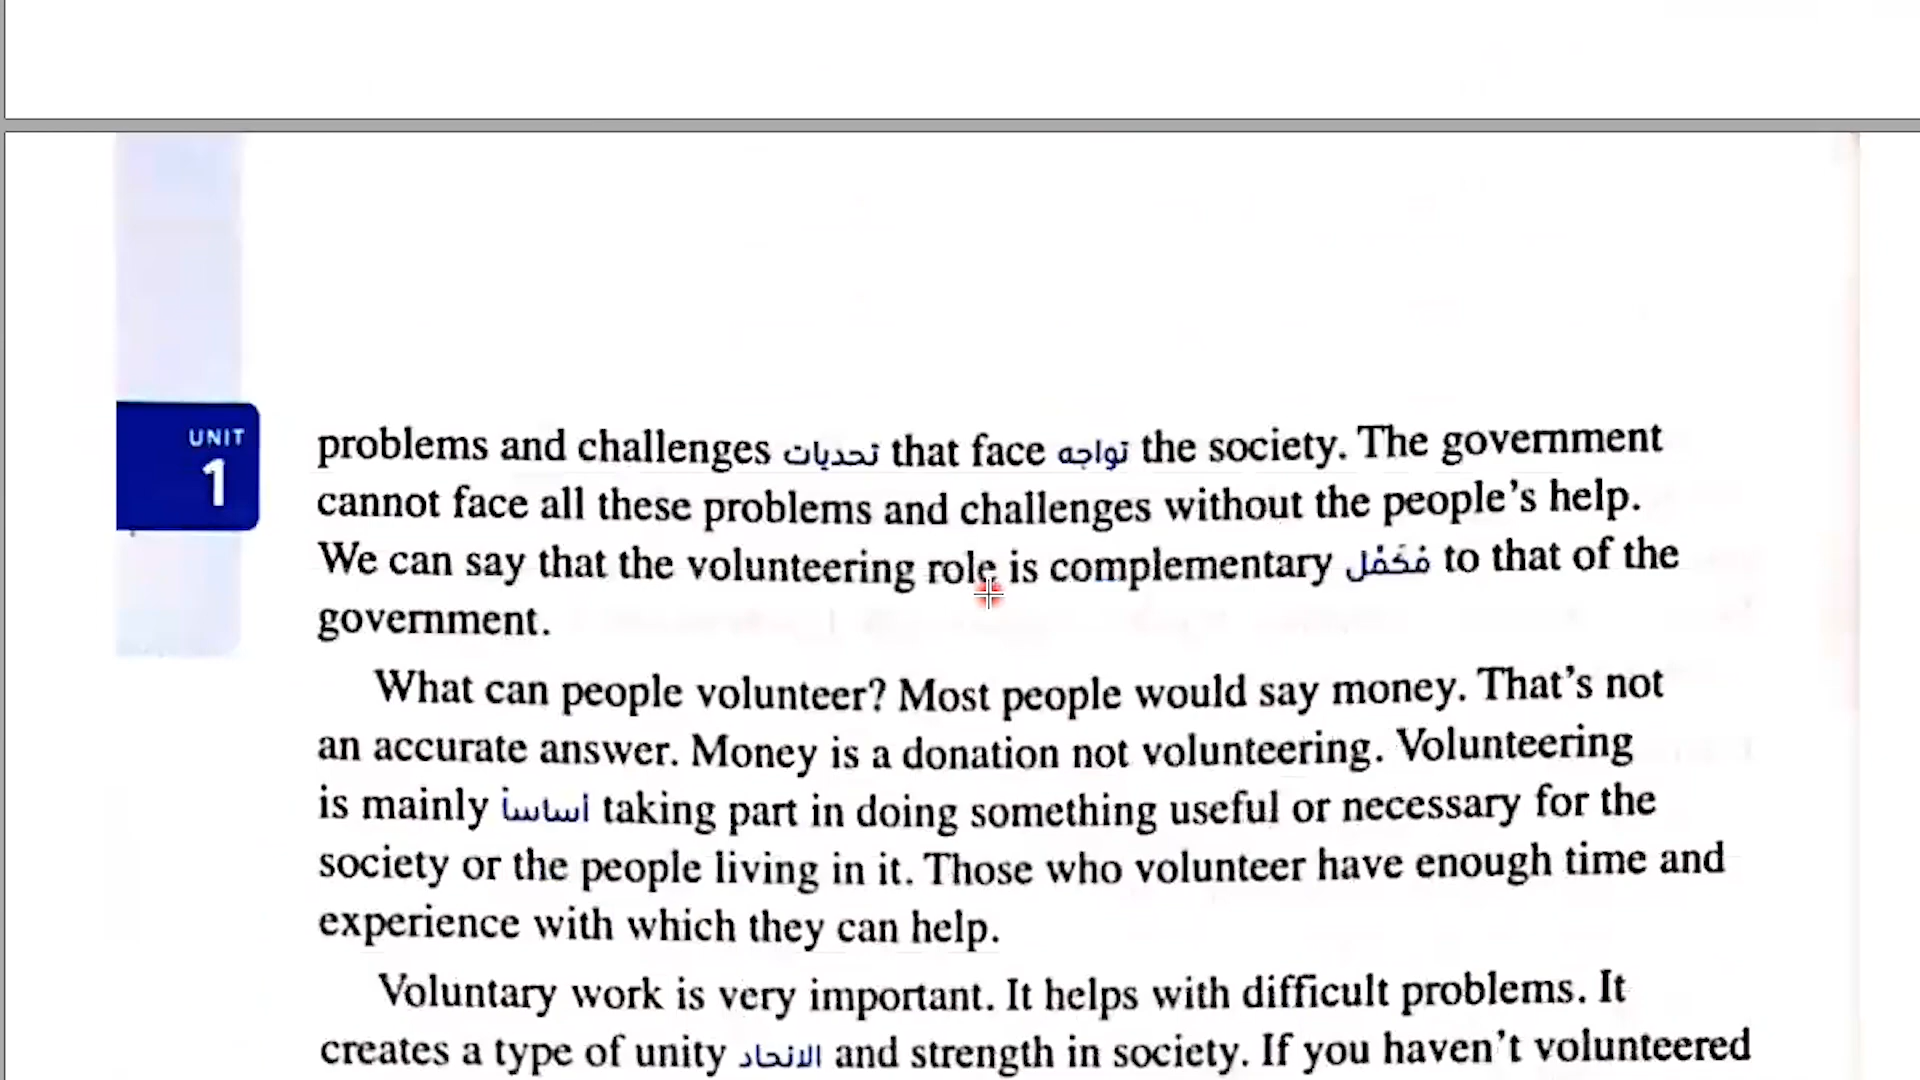 UNIT
1
problems and challenges تحديات that face تواجه the society. The government
cannot face all these problems and challenges without the people's help.
We can say that the volunteering role is complementary مُكَمِّل to that of the
government.
What can people volunteer? Most people would say money. That's not
an accurate answer. Money is a donation not volunteering. Volunteering
is mainly أساساً taking part in doing something useful or necessary for the
society or the people living in it. Those who volunteer have enough time and
experience with which they can help.
Voluntary work is very important. It helps with difficult problems. It
creates a type of unity الاتحاد and strength in society. If you haven't volunteered